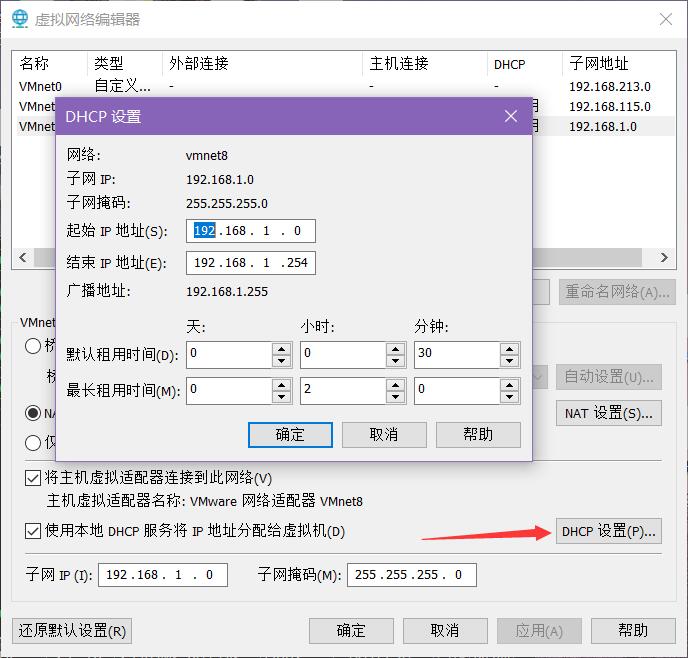 虚拟网络编辑器
名称 类型 外部连接 主机连接 DHCP 子网地址
VMnet0 自定义... - - - 192.168.213.0
VMnet 用 192.168.115.0
VMnet 用 192.168.1.0
DHCP 设置
网络: vmnet8
子网 IP: 192.168.1.0
子网掩码: 255.255.255.0
起始 IP 地址(S): 192 .168 . 1 . 0
结束 IP 地址(E): 192 .168 . 1 .254
广播地址: 192.168.1.255
天: 小时: 分钟:
默认租用时间(D): 0 0 30
最长租用时间(M): 0 2 0
确定 取消 帮助
重命名网络(A)...
VMnet
自动设置(U)...
NAT 设置(S)...
将主机虚拟适配器连接到此网络(V)
主机虚拟适配器名称: VMware 网络适配器 VMnet8
使用本地 DHCP 服务将 IP 地址分配给虚拟机(D)
DHCP 设置(P)...
子网 IP (I): 192 .168 . 1 . 0 子网掩码(M): 255 .255 .255 . 0
还原默认设置(R) 确定 取消 应用(A) 帮助